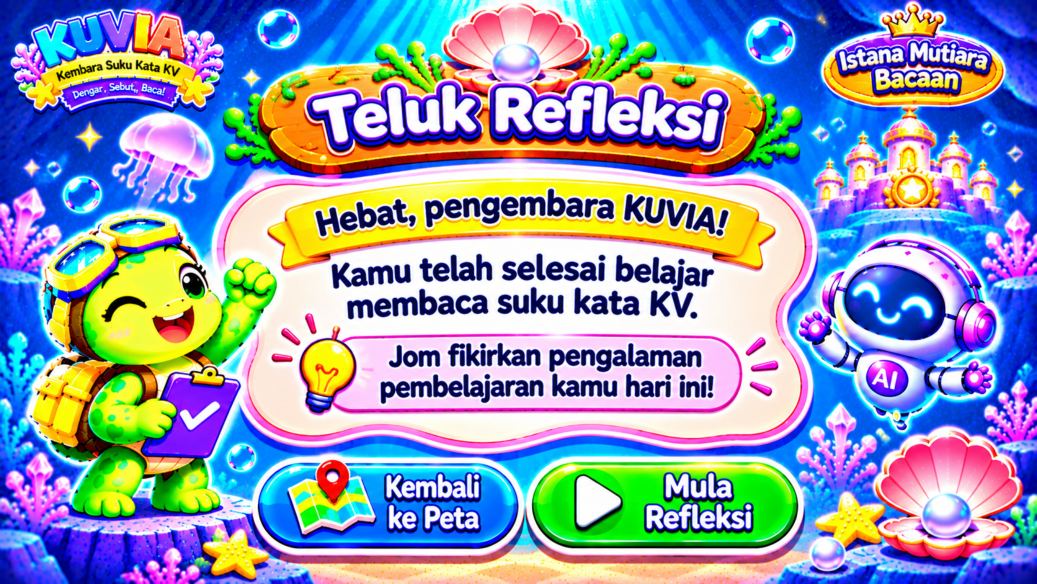 KUVIA
Kembara Suku Kata KV
Dengar, Sebut, Baca!
Istana Mutiara
Bacaan
Teluk Refleksi
Hebat, pengembara KUVIA!
Kamu telah selesai belajar
membaca suku kata KV.
Jom fikirkan pengalaman
pembelajaran kamu hari ini!
AI
Kembali
ke Peta
Mula
Refleksi